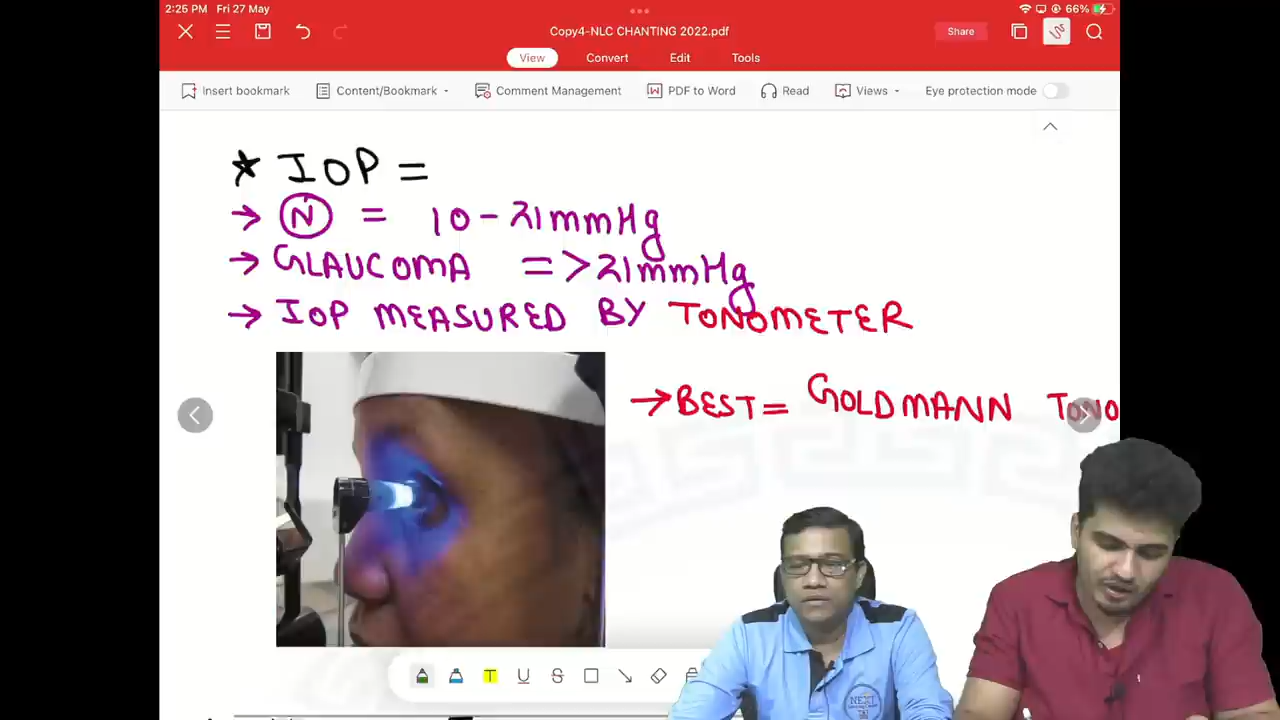 2:25 PM Fri 27 May
66%
Copy4-NLC CHANTING 2022.pdf
Share
View Convert Edit Tools
Insert bookmark Content/Bookmark Comment Management PDF to Word Read Views Eye protection mode
* IOP =
→ N = 10-21mmHg
→ GLAUCOMA => 21mmHg
→ IOP MEASURED BY TONOMETER
→ BEST = GOLDMANN TONO
T U S
NEXT